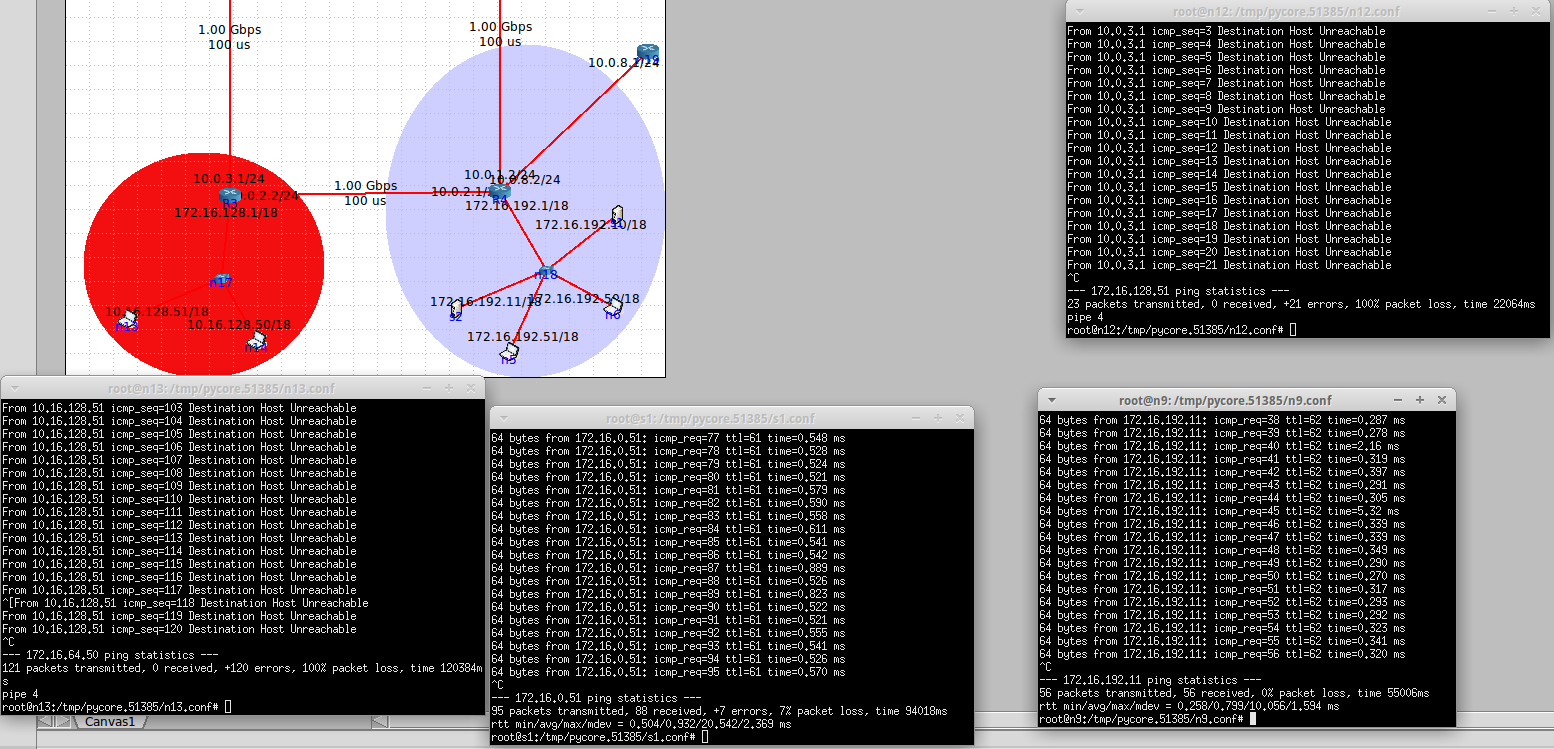 1.00 Gbps
100 us
1.00 Gbps
100 us
10.0.8.1/24
10.0.3.1/24
.0.2.2/24
R3
172.16.128.1/18
1.00 Gbps
100 us
10.0.1.2/24
10.0.8.2/24
10.0.2.1/
R4
172.16.192.1/18
172.16.192.10/18
n17
n18
10.16.128.51/18
n13
10.16.128.50/18
n14
172.16.192.11/18
s2
172.16.192.50/18
n6
172.16.192.51/18
n5
root@n12: /tmp/pycore.51385/n12.conf
From 10.0.3.1 icmp_seq=3 Destination Host Unreachable
From 10.0.3.1 icmp_seq=4 Destination Host Unreachable
From 10.0.3.1 icmp_seq=5 Destination Host Unreachable
From 10.0.3.1 icmp_seq=6 Destination Host Unreachable
From 10.0.3.1 icmp_seq=7 Destination Host Unreachable
From 10.0.3.1 icmp_seq=8 Destination Host Unreachable
From 10.0.3.1 icmp_seq=9 Destination Host Unreachable
From 10.0.3.1 icmp_seq=10 Destination Host Unreachable
From 10.0.3.1 icmp_seq=11 Destination Host Unreachable
From 10.0.3.1 icmp_seq=12 Destination Host Unreachable
From 10.0.3.1 icmp_seq=13 Destination Host Unreachable
From 10.0.3.1 icmp_seq=14 Destination Host Unreachable
From 10.0.3.1 icmp_seq=15 Destination Host Unreachable
From 10.0.3.1 icmp_seq=16 Destination Host Unreachable
From 10.0.3.1 icmp_seq=17 Destination Host Unreachable
From 10.0.3.1 icmp_seq=18 Destination Host Unreachable
From 10.0.3.1 icmp_seq=19 Destination Host Unreachable
From 10.0.3.1 icmp_seq=20 Destination Host Unreachable
From 10.0.3.1 icmp_seq=21 Destination Host Unreachable
^C
--- 172.16.128.51 ping statistics ---
23 packets transmitted, 0 received, +21 errors, 100% packet loss, time 22064ms
pipe 4
root@n12:/tmp/pycore.51385/n12.conf#
root@n13: /tmp/pycore.51385/n13.conf
From 10.16.128.51 icmp_seq=103 Destination Host Unreachable
From 10.16.128.51 icmp_seq=104 Destination Host Unreachable
From 10.16.128.51 icmp_seq=105 Destination Host Unreachable
From 10.16.128.51 icmp_seq=106 Destination Host Unreachable
From 10.16.128.51 icmp_seq=107 Destination Host Unreachable
From 10.16.128.51 icmp_seq=108 Destination Host Unreachable
From 10.16.128.51 icmp_seq=109 Destination Host Unreachable
From 10.16.128.51 icmp_seq=110 Destination Host Unreachable
From 10.16.128.51 icmp_seq=111 Destination Host Unreachable
From 10.16.128.51 icmp_seq=112 Destination Host Unreachable
From 10.16.128.51 icmp_seq=113 Destination Host Unreachable
From 10.16.128.51 icmp_seq=114 Destination Host Unreachable
From 10.16.128.51 icmp_seq=115 Destination Host Unreachable
From 10.16.128.51 icmp_seq=116 Destination Host Unreachable
From 10.16.128.51 icmp_seq=117 Destination Host Unreachable
^[From 10.16.128.51 icmp_seq=118 Destination Host Unreachable
From 10.16.128.51 icmp_seq=119 Destination Host Unreachable
From 10.16.128.51 icmp_seq=120 Destination Host Unreachable
^C
--- 172.16.64.50 ping statistics ---
121 packets transmitted, 0 received, +120 errors, 100% packet loss, time 120384m
s
pipe 4
root@n13:/tmp/pycore.51385/n13.conf#
Canvas1
root@s1: /tmp/pycore.51385/s1.conf
64 bytes from 172.16.0.51: icmp_req=77 ttl=61 time=0.548 ms
64 bytes from 172.16.0.51: icmp_req=78 ttl=61 time=0.528 ms
64 bytes from 172.16.0.51: icmp_req=79 ttl=61 time=0.524 ms
64 bytes from 172.16.0.51: icmp_req=80 ttl=61 time=0.521 ms
64 bytes from 172.16.0.51: icmp_req=81 ttl=61 time=0.579 ms
64 bytes from 172.16.0.51: icmp_req=82 ttl=61 time=0.590 ms
64 bytes from 172.16.0.51: icmp_req=83 ttl=61 time=0.558 ms
64 bytes from 172.16.0.51: icmp_req=84 ttl=61 time=0.611 ms
64 bytes from 172.16.0.51: icmp_req=85 ttl=61 time=0.541 ms
64 bytes from 172.16.0.51: icmp_req=86 ttl=61 time=0.542 ms
64 bytes from 172.16.0.51: icmp_req=87 ttl=61 time=0.889 ms
64 bytes from 172.16.0.51: icmp_req=88 ttl=61 time=0.526 ms
64 bytes from 172.16.0.51: icmp_req=89 ttl=61 time=0.823 ms
64 bytes from 172.16.0.51: icmp_req=90 ttl=61 time=0.522 ms
64 bytes from 172.16.0.51: icmp_req=91 ttl=61 time=0.521 ms
64 bytes from 172.16.0.51: icmp_req=92 ttl=61 time=0.555 ms
64 bytes from 172.16.0.51: icmp_req=93 ttl=61 time=0.541 ms
64 bytes from 172.16.0.51: icmp_req=94 ttl=61 time=0.526 ms
64 bytes from 172.16.0.51: icmp_req=95 ttl=61 time=0.570 ms
^C
--- 172.16.0.51 ping statistics ---
95 packets transmitted, 88 received, +7 errors, 7% packet loss, time 94018ms
rtt min/avg/max/mdev = 0.504/0.932/20.542/2.369 ms
root@s1:/tmp/pycore.51385/s1.conf#
root@n9: /tmp/pycore.51385/n9.conf
64 bytes from 172.16.192.11: icmp_req=38 ttl=62 time=0.287 ms
64 bytes from 172.16.192.11: icmp_req=39 ttl=62 time=0.278 ms
64 bytes from 172.16.192.11: icmp_req=40 ttl=62 time=2.16 ms
64 bytes from 172.16.192.11: icmp_req=41 ttl=62 time=0.319 ms
64 bytes from 172.16.192.11: icmp_req=42 ttl=62 time=0.397 ms
64 bytes from 172.16.192.11: icmp_req=43 ttl=62 time=0.291 ms
64 bytes from 172.16.192.11: icmp_req=44 ttl=62 time=0.305 ms
64 bytes from 172.16.192.11: icmp_req=45 ttl=62 time=5.32 ms
64 bytes from 172.16.192.11: icmp_req=46 ttl=62 time=0.339 ms
64 bytes from 172.16.192.11: icmp_req=47 ttl=62 time=0.339 ms
64 bytes from 172.16.192.11: icmp_req=48 ttl=62 time=0.349 ms
64 bytes from 172.16.192.11: icmp_req=49 ttl=62 time=0.290 ms
64 bytes from 172.16.192.11: icmp_req=50 ttl=62 time=0.270 ms
64 bytes from 172.16.192.11: icmp_req=51 ttl=62 time=0.317 ms
64 bytes from 172.16.192.11: icmp_req=52 ttl=62 time=0.293 ms
64 bytes from 172.16.192.11: icmp_req=53 ttl=62 time=0.292 ms
64 bytes from 172.16.192.11: icmp_req=54 ttl=62 time=0.323 ms
64 bytes from 172.16.192.11: icmp_req=55 ttl=62 time=0.341 ms
64 bytes from 172.16.192.11: icmp_req=56 ttl=62 time=0.320 ms
^C
--- 172.16.192.11 ping statistics ---
56 packets transmitted, 56 received, 0% packet loss, time 55006ms
rtt min/avg/max/mdev = 0.258/0.799/10.056/1.594 ms
root@n9:/tmp/pycore.51385/n9.conf#